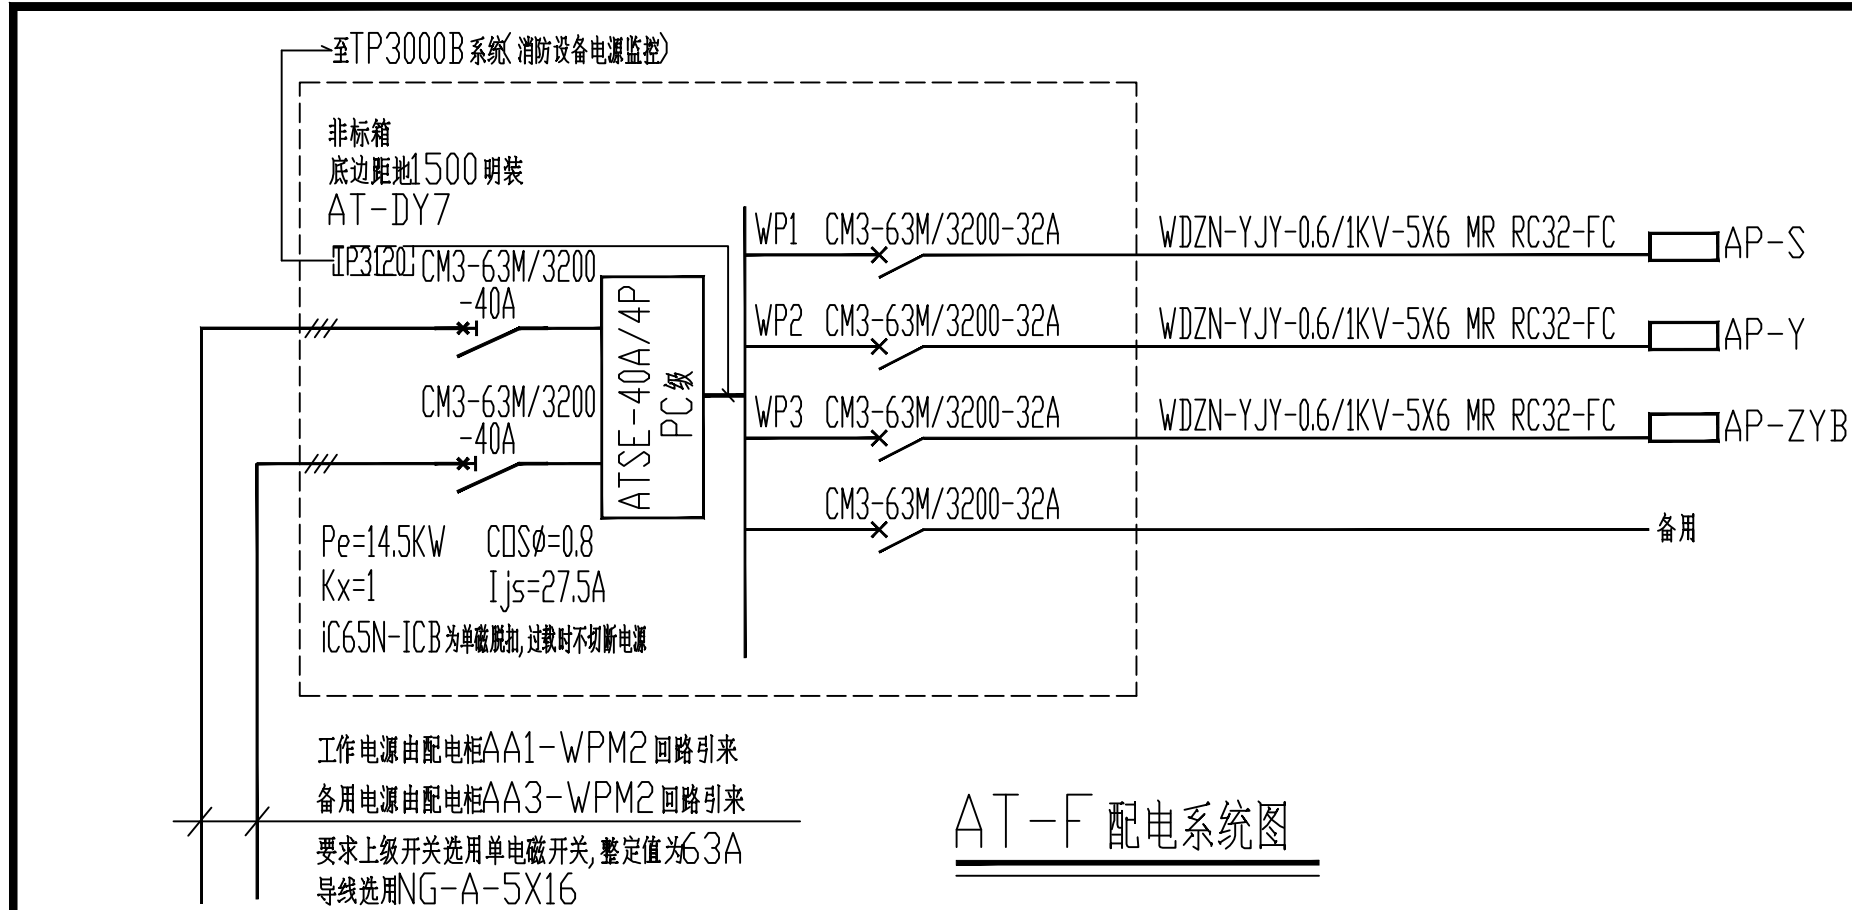 至TP3000B系统(消防设备电源监控)
非标箱
底边距地1500明装
AT-DY7
TP3120
CM3-63M/3200
-40A
CM3-63M/3200
-40A
ATSE-40A/4P
PC级
WP1 CM3-63M/3200-32A WDZN-YJY-0.6/1KV-5X6 MR RC32-FC AP-S
WP2 CM3-63M/3200-32A WDZN-YJY-0.6/1KV-5X6 MR RC32-FC AP-Y
WP3 CM3-63M/3200-32A WDZN-YJY-0.6/1KV-5X6 MR RC32-FC AP-ZYB
CM3-63M/3200-32A 备用
Pe=14.5KW COSø=0.8
Kx=1 Ijs=27.5A
iC65N-ICB为单磁脱扣,过载时不切断电源
工作电源由配电柜AA1-WPM2回路引来
备用电源由配电柜AA3-WPM2回路引来
要求上级开关选用单电磁开关,整定值为63A
导线选用NG-A-5X16
AT-F 配电系统图